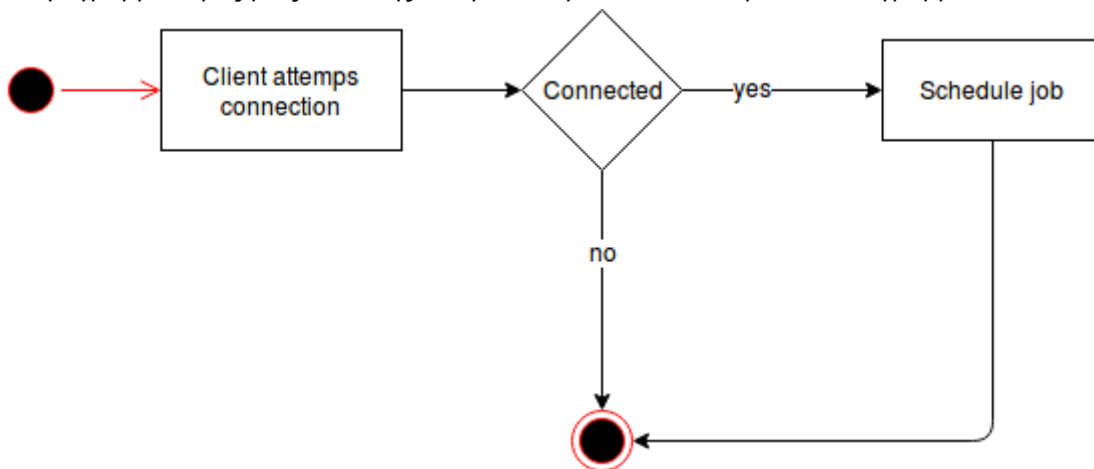 Client attemps
connection
Connected
yes
Schedule job
no